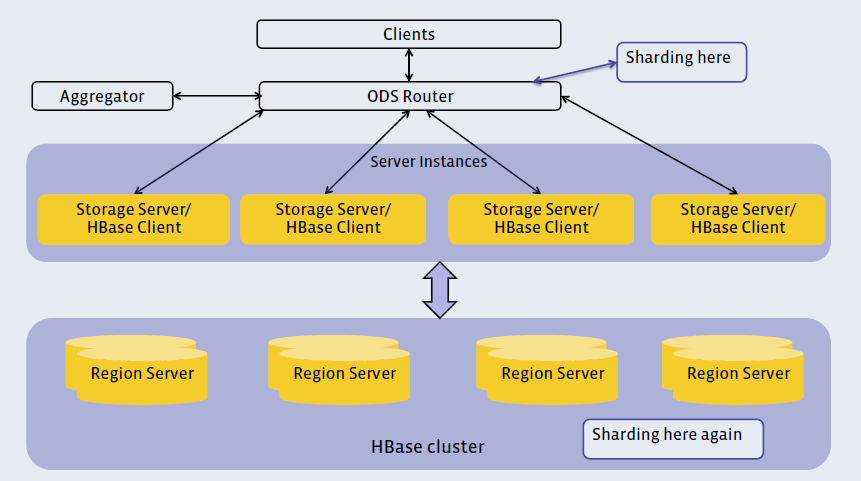 Clients
Sharding here
Aggregator
ODS Router
Server Instances
Storage Server/
HBase Client
Storage Server/
HBase Client
Storage Server/
HBase Client
Storage Server/
HBase Client
Region Server
Region Server
Region Server
Region Server
Sharding here again
HBase cluster